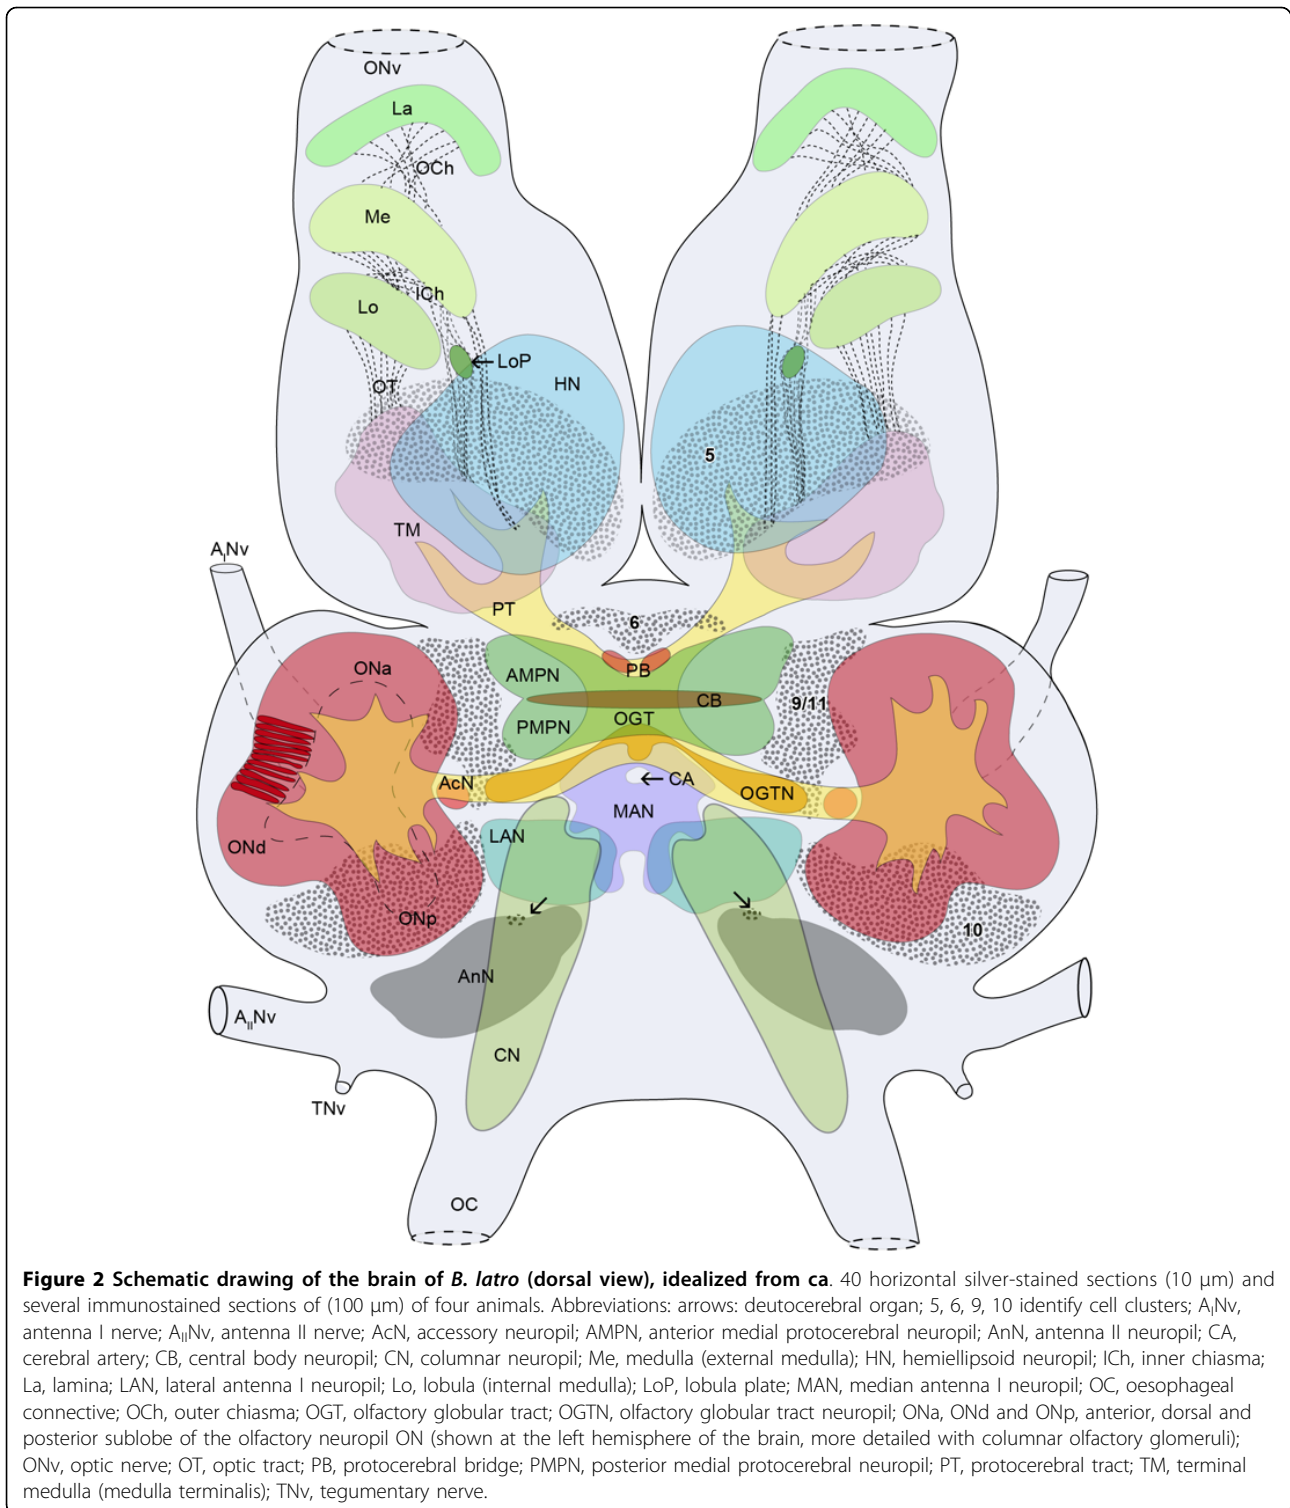 ONv
La
OCh
Me
ICh
Lo
LoP
OT
HN
5
TM
AINv
PT
6
ONa
AMPN
PB
CB
9/11
PMPN
OGT
AcN
CA
OGTN
MAN
LAN
ONd
ONp
10
AnN
AIINv
CN
TNv
OC
Figure 2 Schematic drawing of the brain of B. latro (dorsal view), idealized from ca. 40 horizontal silver-stained sections (10 μm) and
several immunostained sections of (100 μm) of four animals. Abbreviations: arrows: deutocerebral organ; 5, 6, 9, 10 identify cell clusters; AINv,
antenna I nerve; AIINv, antenna II nerve; AcN, accessory neuropil; AMPN, anterior medial protocerebral neuropil; AnN, antenna II neuropil; CA,
cerebral artery; CB, central body neuropil; CN, columnar neuropil; Me, medulla (external medulla); HN, hemiellipsoid neuropil; ICh, inner chiasma;
La, lamina; LAN, lateral antenna I neuropil; Lo, lobula (internal medulla); LoP, lobula plate; MAN, median antenna I neuropil; OC, oesophageal
connective; OCh, outer chiasma; OGT, olfactory globular tract; OGTN, olfactory globular tract neuropil; ONa, ONd and ONp, anterior, dorsal and
posterior sublobe of the olfactory neuropil ON (shown at the left hemisphere of the brain, more detailed with columnar olfactory glomeruli);
ONv, optic nerve; OT, optic tract; PB, protocerebral bridge; PMPN, posterior medial protocerebral neuropil; PT, protocerebral tract; TM, terminal
medulla (medulla terminalis); TNv, tegumentary nerve.